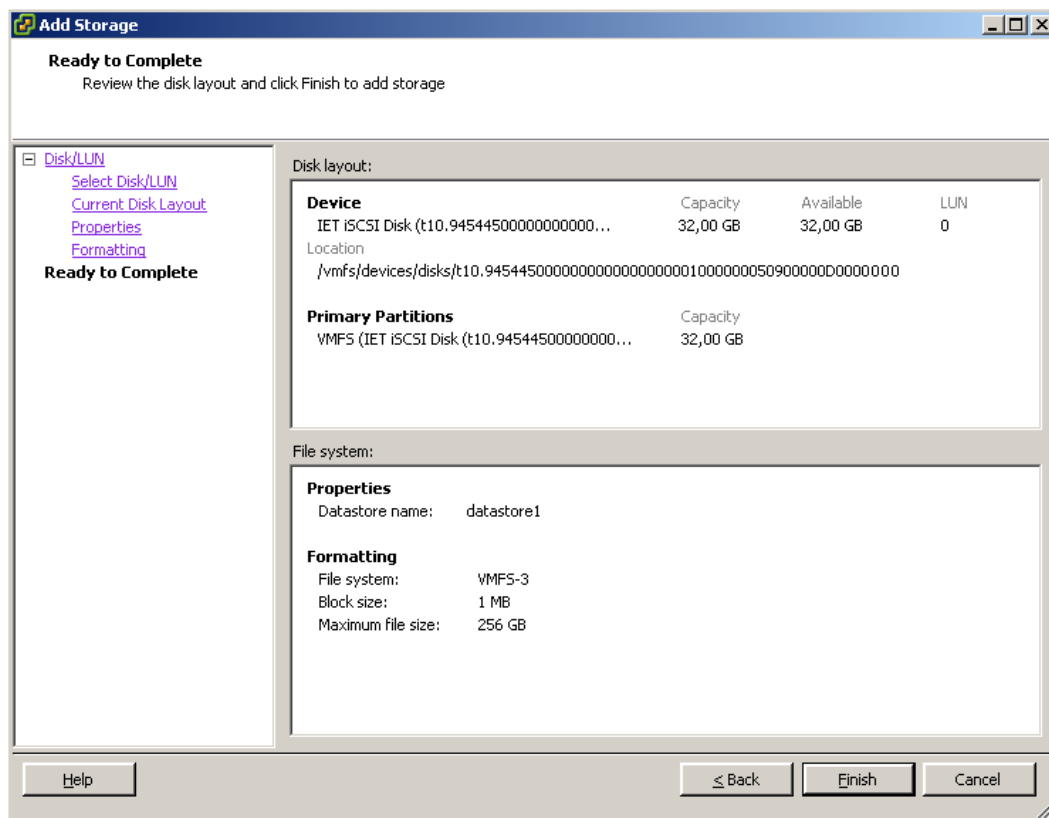 Add Storage
Ready to Complete
Review the disk layout and click Finish to add storage
Disk/LUN
Select Disk/LUN
Current Disk Layout
Properties
Formatting
Ready to Complete
Disk layout:
Device Capacity Available LUN
IET iSCSI Disk (t10.94544500000000000... 32,00 GB 32,00 GB 0
Location
/vmfs/devices/disks/t10.9454450000000000000000001000000050900000D0000000
Primary Partitions Capacity
VMFS (IET iSCSI Disk (t10.94544500000000... 32,00 GB
File system:
Properties
Datastore name: datastore1
Formatting
File system: VMFS-3
Block size: 1 MB
Maximum file size: 256 GB
Help < Back Finish Cancel